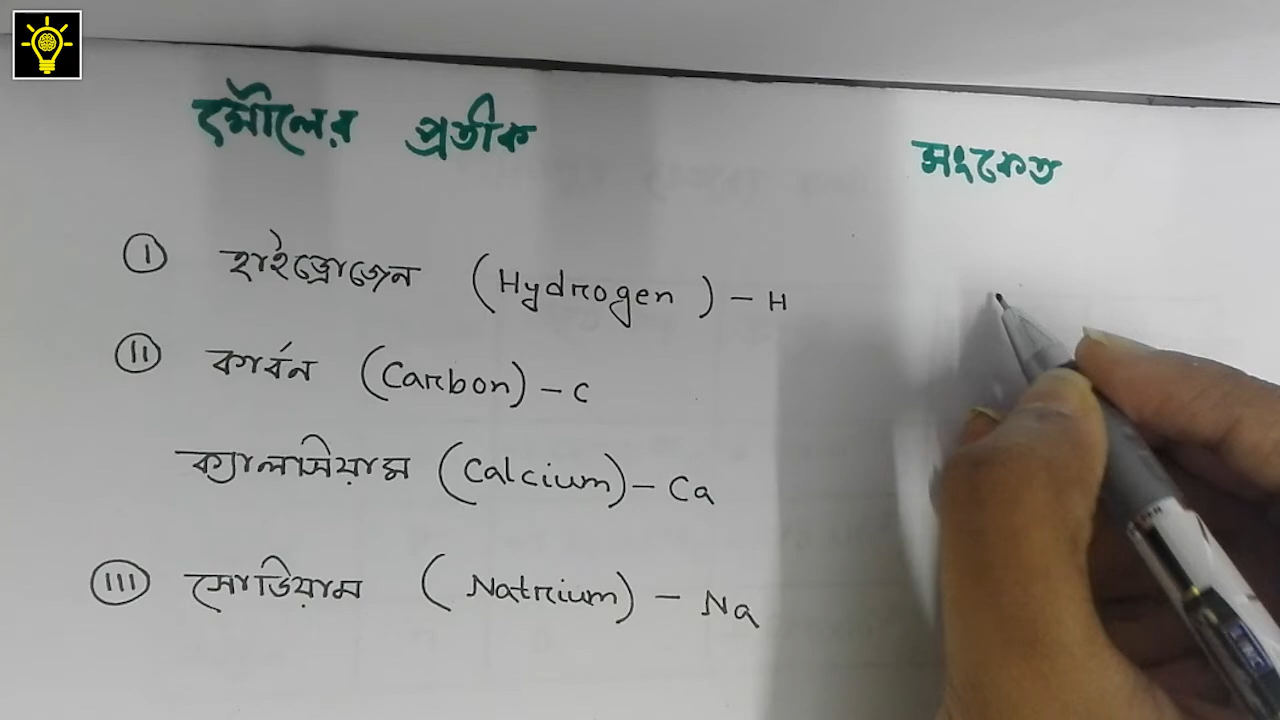 মৌলের প্রতীক সংকেত
I হাইড্রোজেন (Hydrogen) - H
II কার্বন (Carbon) - C
ক্যালসিয়াম (Calcium) - Ca
III সোডিয়াম (Natrium) - Na